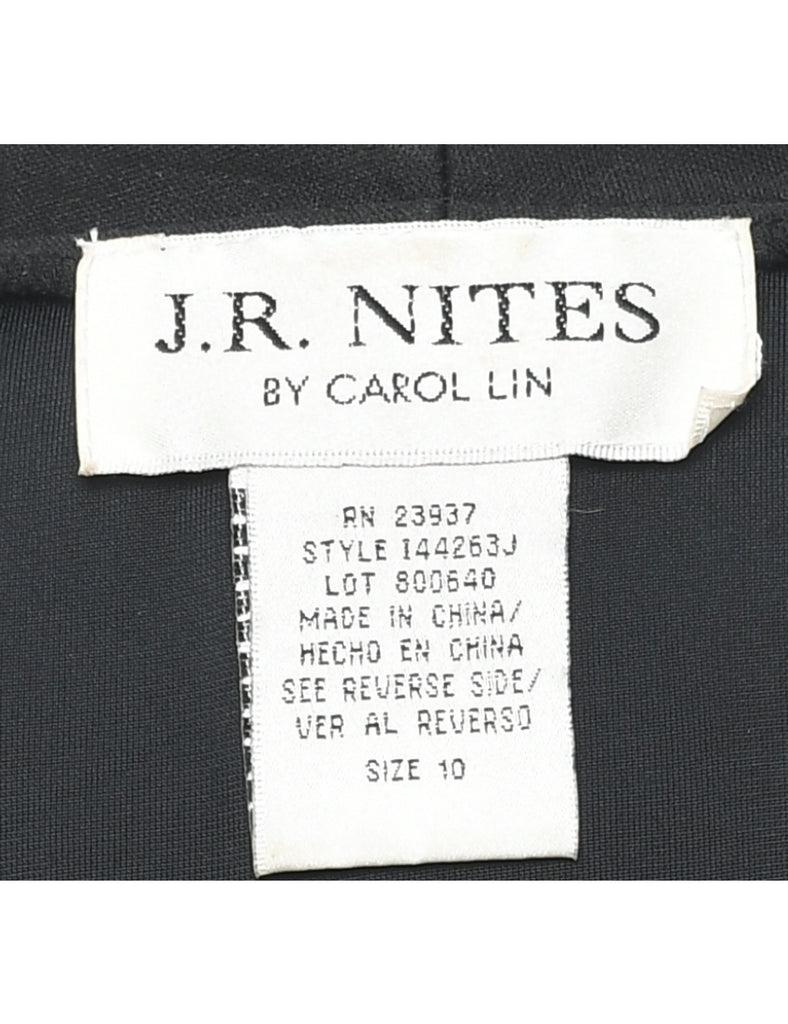 J.R. NITES
BY CAROL LIN
RN 23937
STYLE 144263J
LOT 800640
MADE IN CHINA/
HECHO EN CHINA
SEE REVERSE SIDE/
VER AL REVERSO
SIZE 10